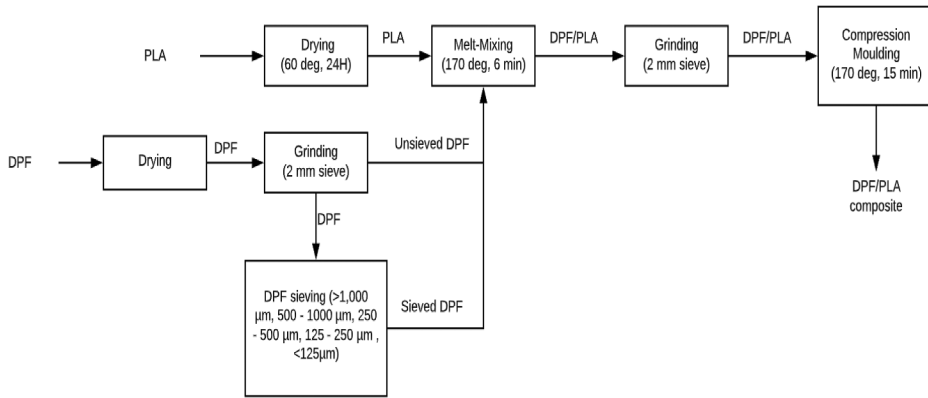 PLA
Drying
(60 deg, 24H)
PLA
Melt-Mixing
(170 deg, 6 min)
DPF/PLA
Grinding
(2 mm sieve)
DPF/PLA
Compression
Moulding
(170 deg, 15 min)
DPF
Drying
DPF
Grinding
(2 mm sieve)
Unsieved DPF
DPF/PLA
composite
DPF
DPF sieving (>1,000
µm, 500 - 1000 µm, 250
- 500 µm, 125 - 250 µm ,
<125µm)
Sieved DPF